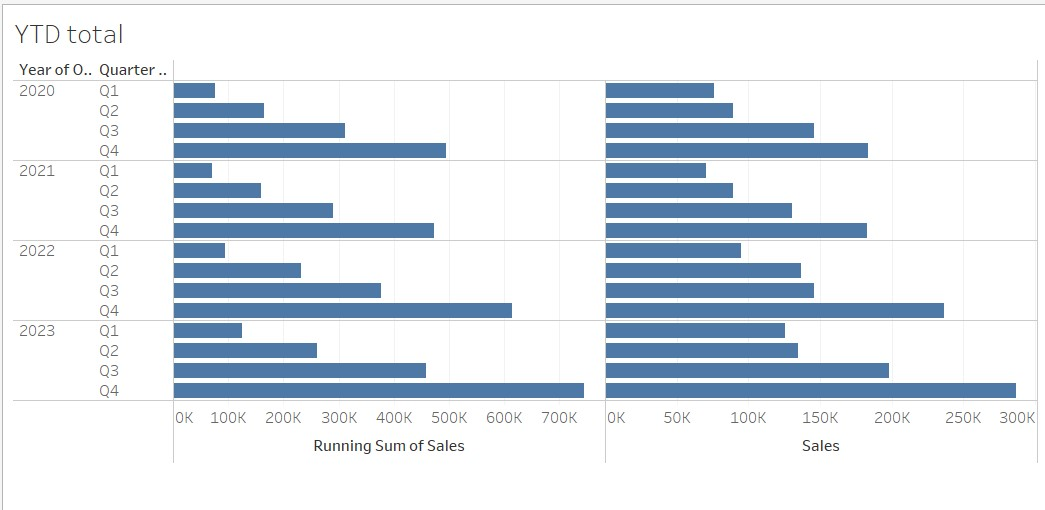 YTD total
Year of O.. Quarter ..
2020 Q1
Q2
Q3
Q4
2021 Q1
Q2
Q3
Q4
2022 Q1
Q2
Q3
Q4
2023 Q1
Q2
Q3
Q4
0K 100K 200K 300K 400K 500K 600K 700K 0K 50K 100K 150K 200K 250K 300K
Running Sum of Sales Sales